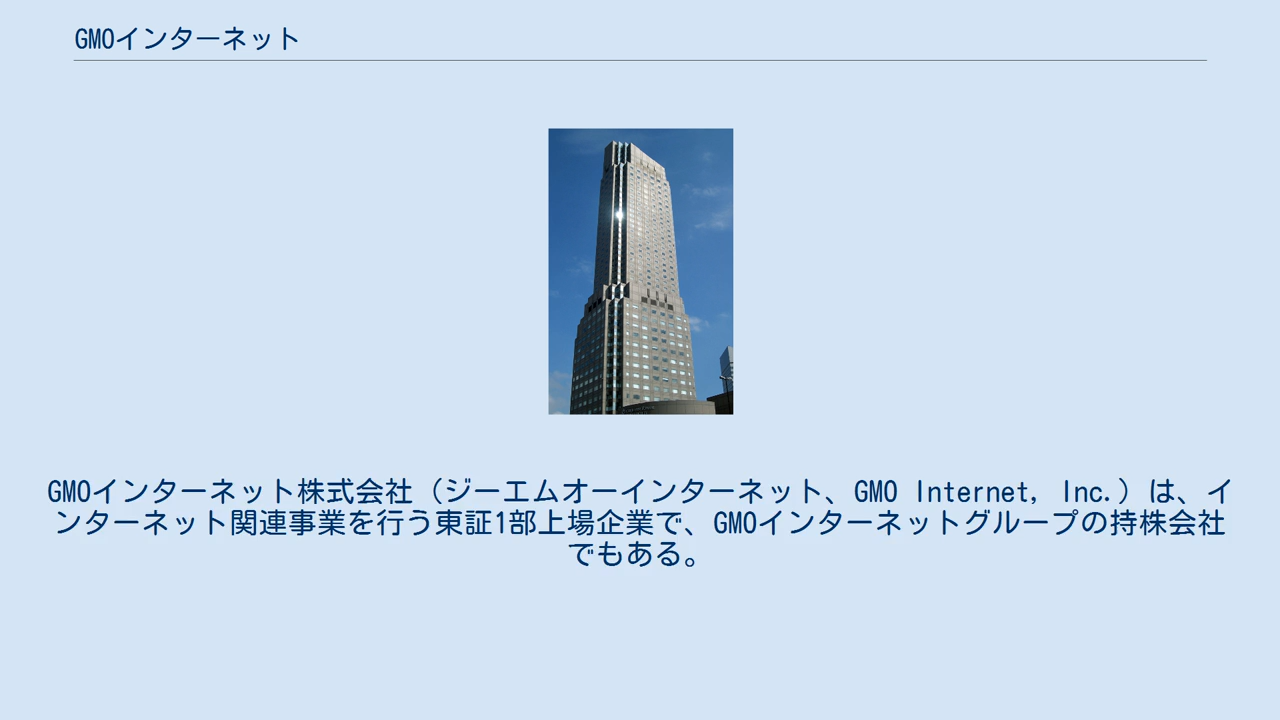 GMOインターネット
GMOインターネット株式会社（ジーエムオーインターネット、GMO Internet, Inc.）は、イ
ンターネット関連事業を行う東証1部上場企業で、GMOインターネットグループの持株会社
でもある。